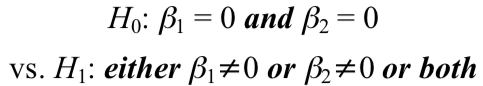 H₀: β₁ = 0 and β₂ = 0
vs. H₁: either β₁≠0 or β₂≠0 or both